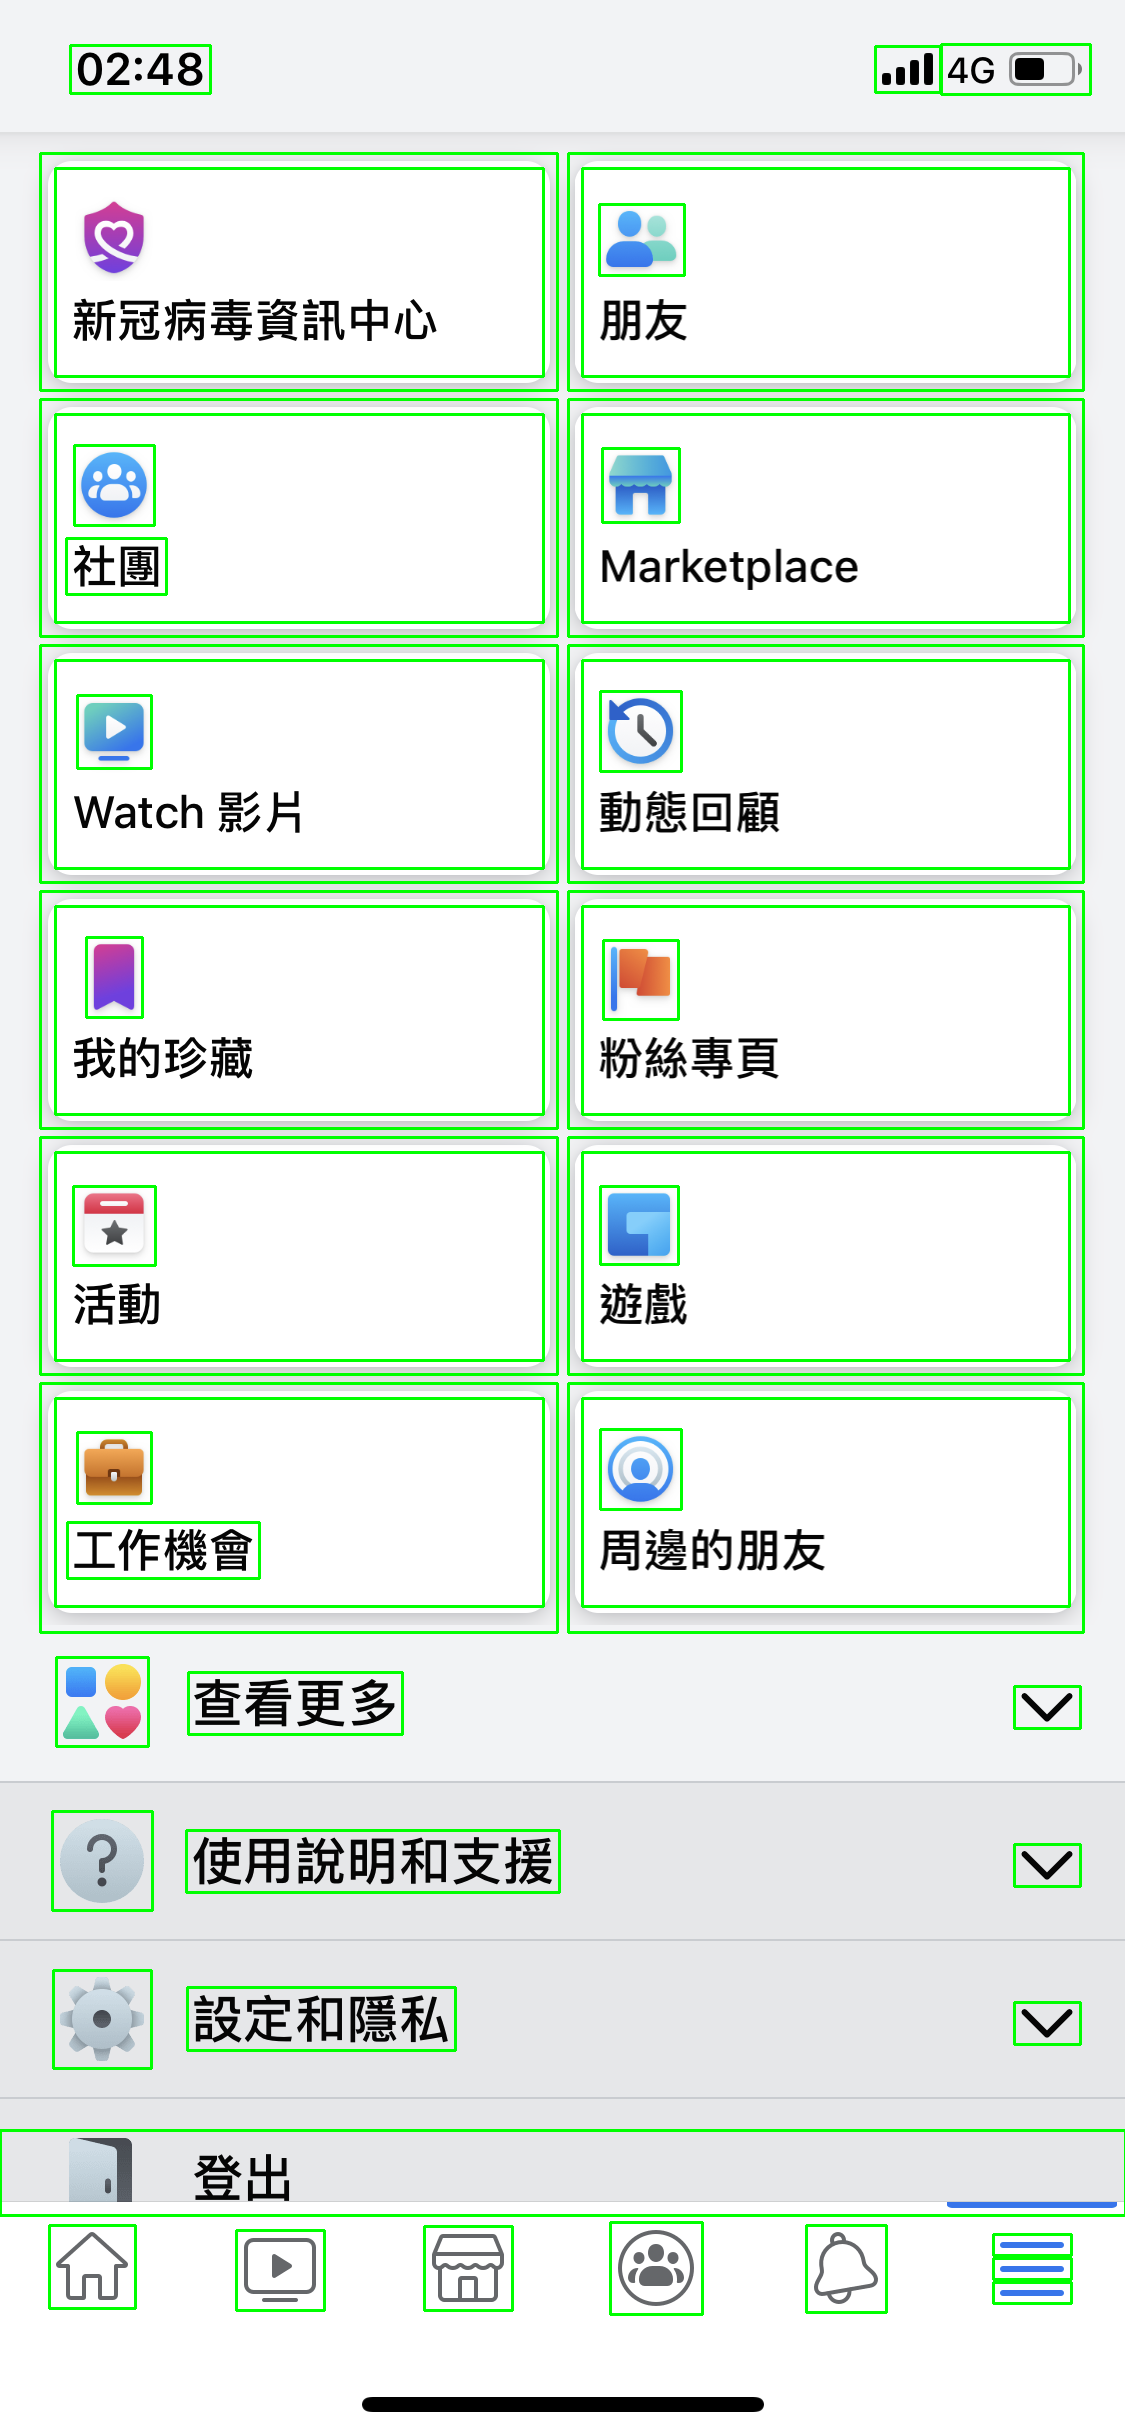 02:48
4G
新冠病毒資訊中心
朋友
社團
Marketplace
Watch 影片
動態回顧
我的珍藏
粉絲專頁
活動
遊戲
工作機會
周邊的朋友
查看更多
使用說明和支援
設定和隱私
登出